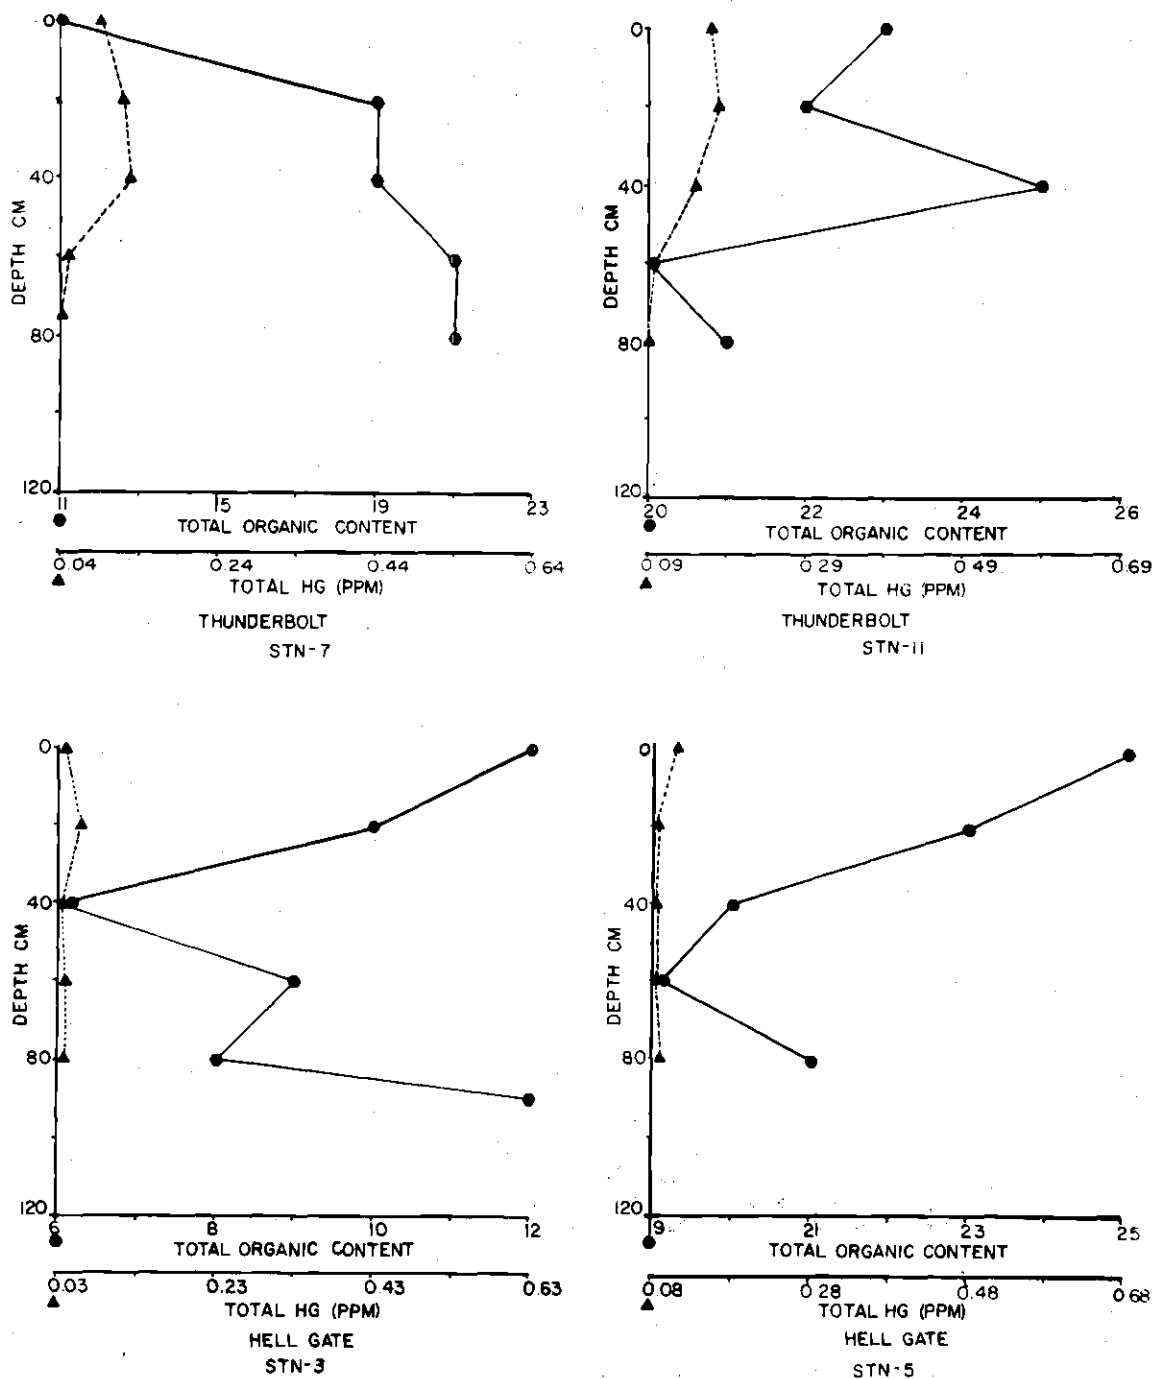 0
40
80
120
DEPTH CM
11 15 19 23
TOTAL ORGANIC CONTENT
0.04 0.24 0.44 0.64
TOTAL HG (PPM)
THUNDERBOLT
STN-7
0
40
80
120
DEPTH CM
20 22 24 26
TOTAL ORGANIC CONTENT
0.09 0.29 0.49 0.69
TOTAL HG (PPM)
THUNDERBOLT
STN-11
0
40
80
120
DEPTH CM
6 8 10 12
TOTAL ORGANIC CONTENT
0.03 0.23 0.43 0.63
TOTAL HG (PPM)
HELL GATE
STN-3
0
40
80
120
DEPTH CM
19 21 23 25
TOTAL ORGANIC CONTENT
0.08 0.28 0.48 0.68
TOTAL HG (PPM)
HELL GATE
STN-5